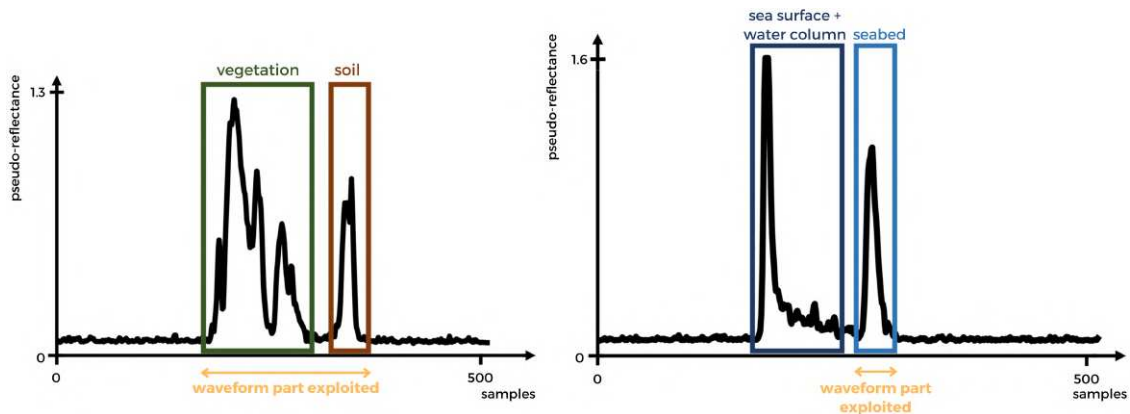 vegetation
soil
1.3
pseudo-reflectance
0
0
500
samples
waveform part exploited
sea surface +
water column
seabed
1.6
pseudo-reflectance
0
0
500
samples
waveform part
exploited